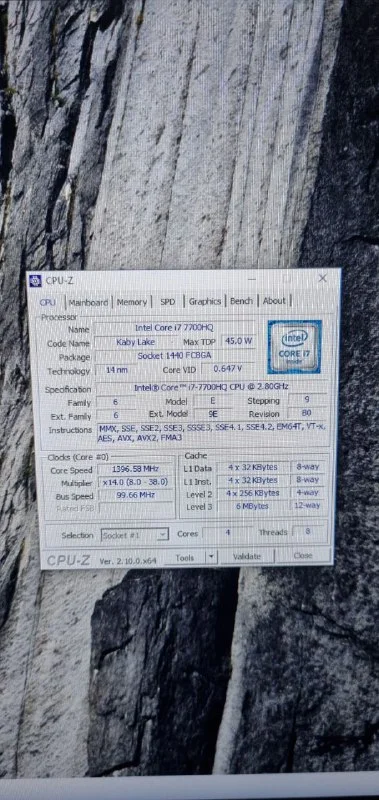 CPU-Z
CPU Mainboard Memory SPD Graphics Bench About
Processor
Name Intel Core i7 7700HQ
Code Name Kaby Lake Max TDP 45.0 W
Package Socket 1440 FCBGA
Technology 14 nm Core VID 0.647 V
intel
CORE i7
inside
Specification Intel® Core™ i7-7700HQ CPU @ 2.80GHz
Family 6 Model E Stepping 9
Ext. Family 6 Ext. Model 9E Revision B0
Instructions MMX, SSE, SSE2, SSE3, SSSE3, SSE4.1, SSE4.2, EM64T, VT-x,
AES, AVX, AVX2, FMA3
Clocks (Core #0)
Core Speed 1396.58 MHz
Multiplier x14.0 (8.0 - 38.0)
Bus Speed 99.66 MHz
Rated FSB
Cache
L1 Data 4 x 32 KBytes 8-way
L1 Inst. 4 x 32 KBytes 8-way
Level 2 4 x 256 KBytes 4-way
Level 3 6 MBytes 12-way
Selection Socket #1 Cores 4 Threads 8
CPU-Z Ver. 2.10.0.x64 Tools Validate Close